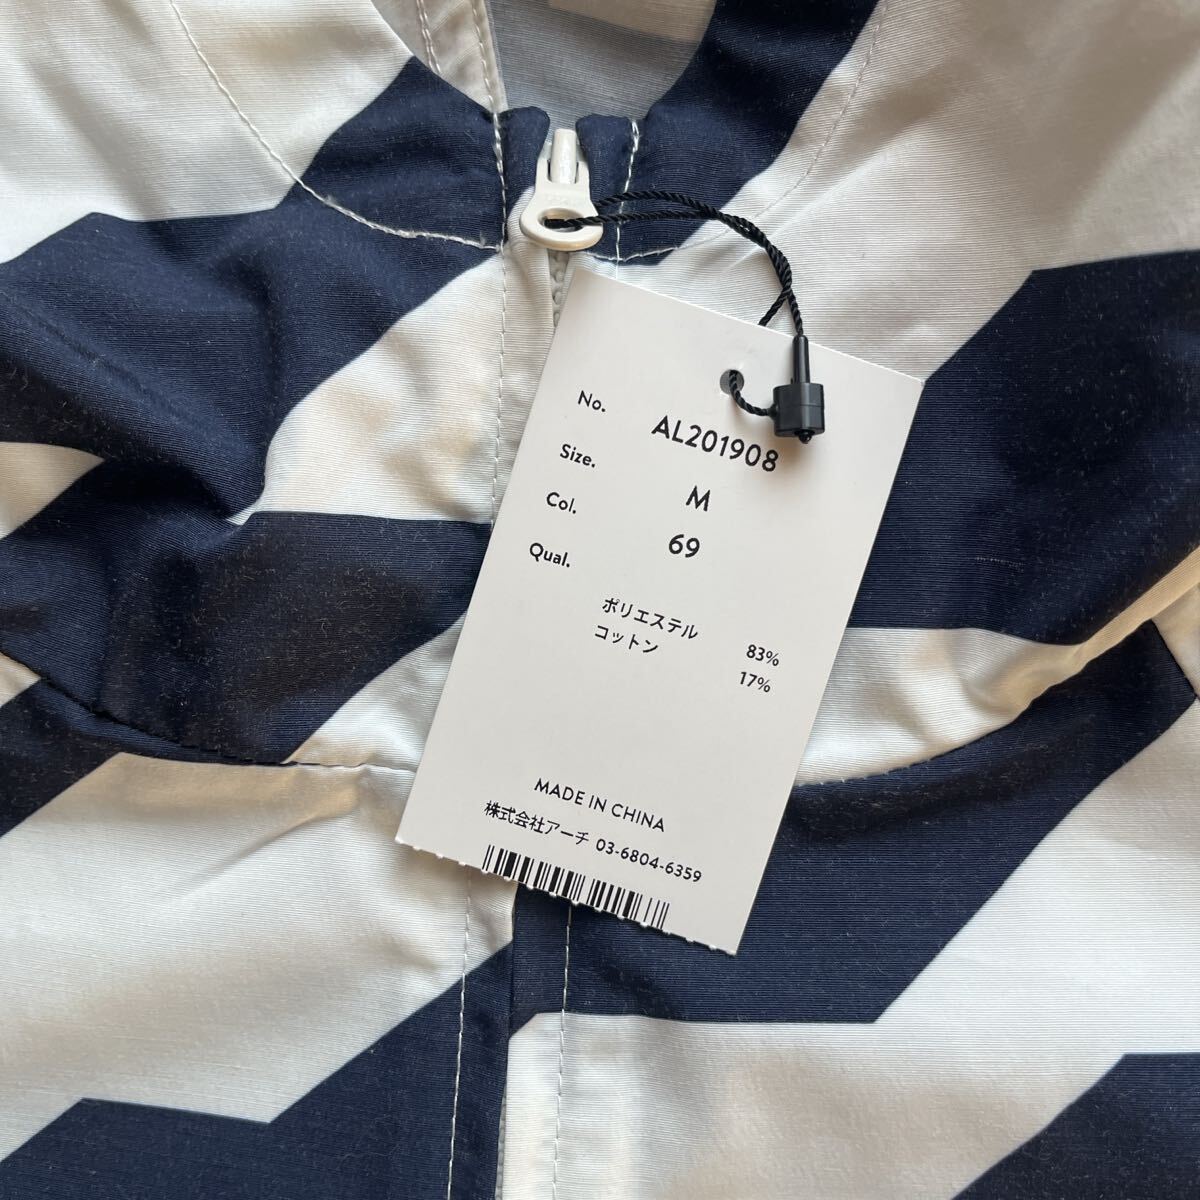 No. AL201908
Size. M
Col. 69
Qual.
ポリエステル 83%
コットン 17%
MADE IN CHINA
株式会社アーチ 03-6804-6359